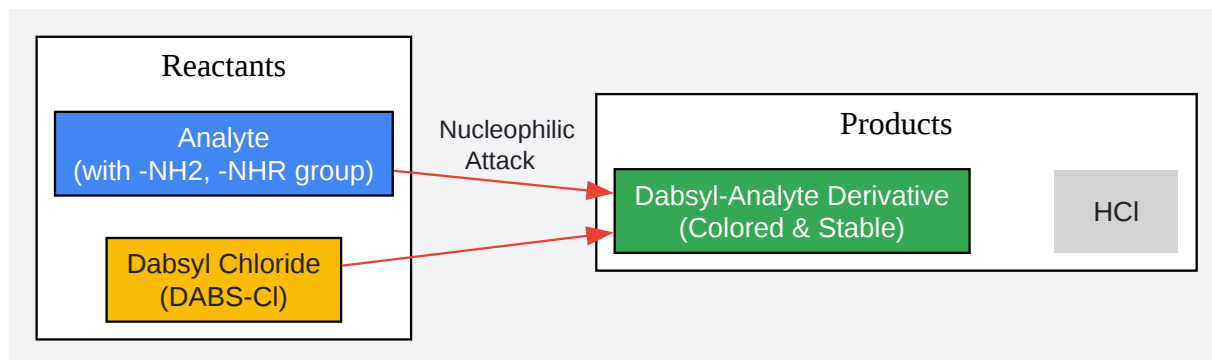 Reactants
Analyte
(with -NH2, -NHR group)
Dabsyl Chloride
(DABS-Cl)
Nucleophilic
Attack
Products
Dabsyl-Analyte Derivative
(Colored & Stable)
HCl